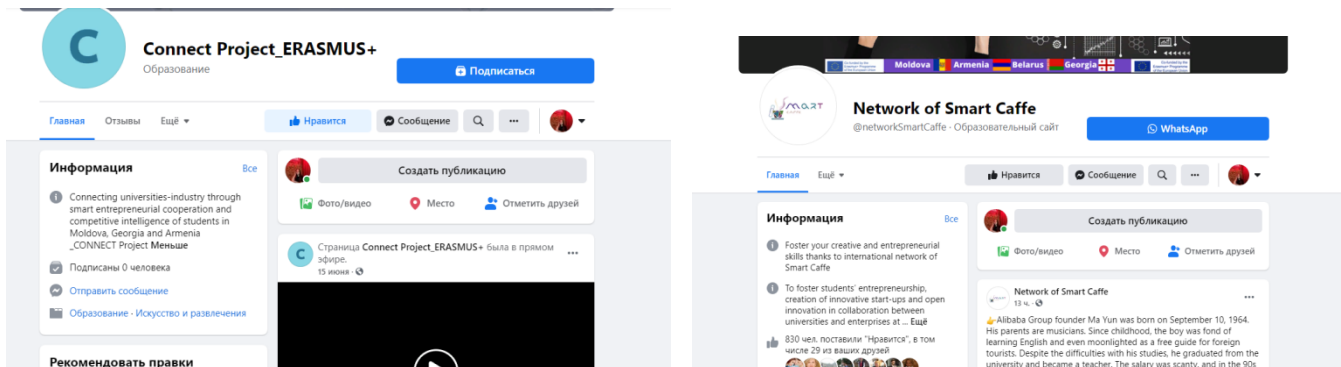 C
Connect Project_ERASMUS+
Образование
Подписаться
Главная Отзывы Ещё
Нравится Сообщение
Информация Все
Connecting universities-industry through
smart entrepreneurial cooperation and
competitive intelligence of students in
Moldova, Georgia and Armenia
_CONNECT Project Меньше
Подписаны 0 человека
Отправить сообщение
Образование · Искусство и развлечения
Рекомендовать правки
Создать публикацию
Фото/видео Место Отметить друзей
C
Страница Connect Project_ERASMUS+ была в прямом
эфире.
15 июня ·
Moldova Armenia Belarus Georgia
SMART
Network of Smart Caffe
@networkSmartCaffe · Образовательный сайт
WhatsApp
Главная Ещё
Нравится Сообщение
Информация Все
Foster your creative and entrepreneurial
skills thanks to international network of
Smart Caffe
To foster students' entrepreneurship,
creation of innovative start-ups and open
innovation in collaboration between
universities and enterprises at ... Ещё
830 чел. поставили "Нравится", в том
числе 29 из ваших друзей
Создать публикацию
Фото/видео Место Отметить друзей
Network of Smart Caffe
13 ч. ·
Alibaba Group founder Ma Yun was born on September 10, 1964.
His parents are musicians. Since childhood, the boy was fond of
learning English and even moonlighted as a free guide for foreign
tourists. Despite the difficulties with his studies, he graduated from the
university and became a teacher. The salary was scanty, and in the 90s